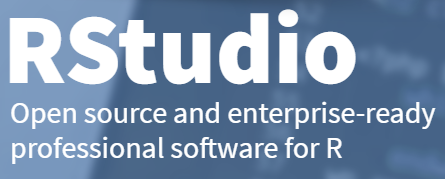 RStudio
Open source and enterprise-ready
professional software for R